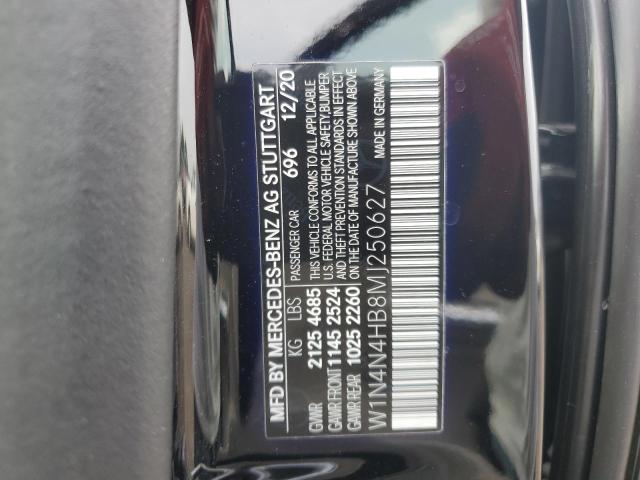 MFD BY MERCEDES-BENZ AG STUTTGART
KG LBS PASSENGER CAR 696 12/20
GVWR 2125 4685 THIS VEHICLE CONFORMS TO ALL APPLICABLE
U.S. FEDERAL MOTOR VEHICLE SAFETY, BUMPER,
GAWR FRONT 1145 2524 AND THEFT PREVENTION STANDARDS IN EFFECT
GAWR REAR 1025 2260 ON THE DATE OF MANUFACTURE SHOWN ABOVE
W1N4N4HB8MJ250627 MADE IN GERMANY